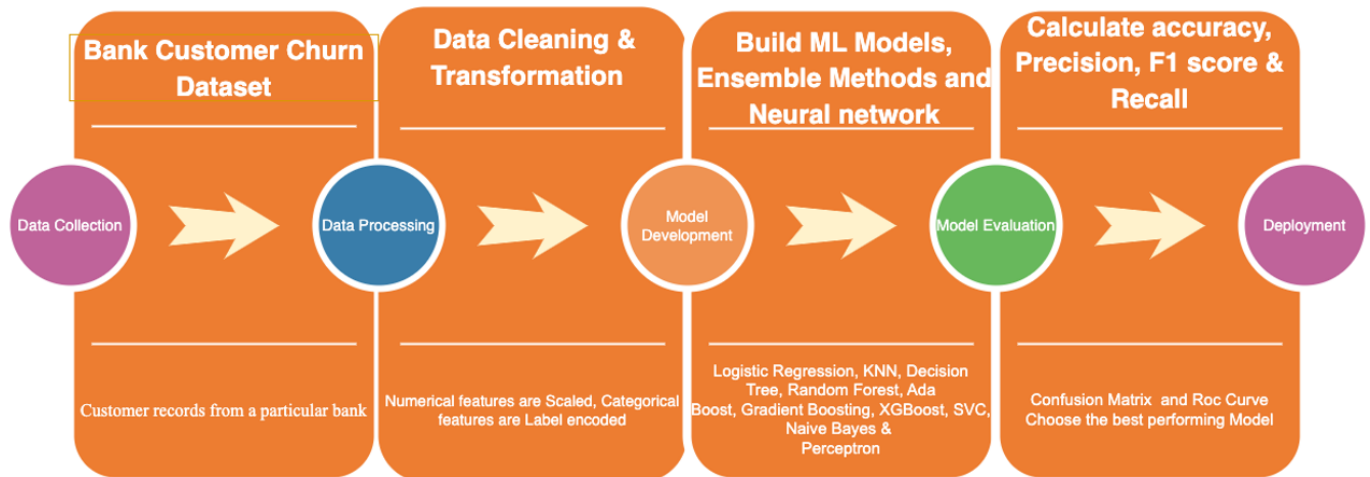 Bank Customer Churn
Dataset
Data Cleaning &
Transformation
Build ML Models,
Ensemble Methods and
Neural network
Calculate accuracy,
Precision, F1 score &
Recall
Data Collection
Data Processing
Model
Development
Model Evaluation
Deployment
Customer records from a particular bank
Numerical features are Scaled, Categorical
features are Label encoded
Logistic Regression, KNN, Decision
Tree, Random Forest, Ada
Boost, Gradient Boosting, XGBoost, SVC,
Naive Bayes &
Perceptron
Confusion Matrix and Roc Curve
Choose the best performing Model